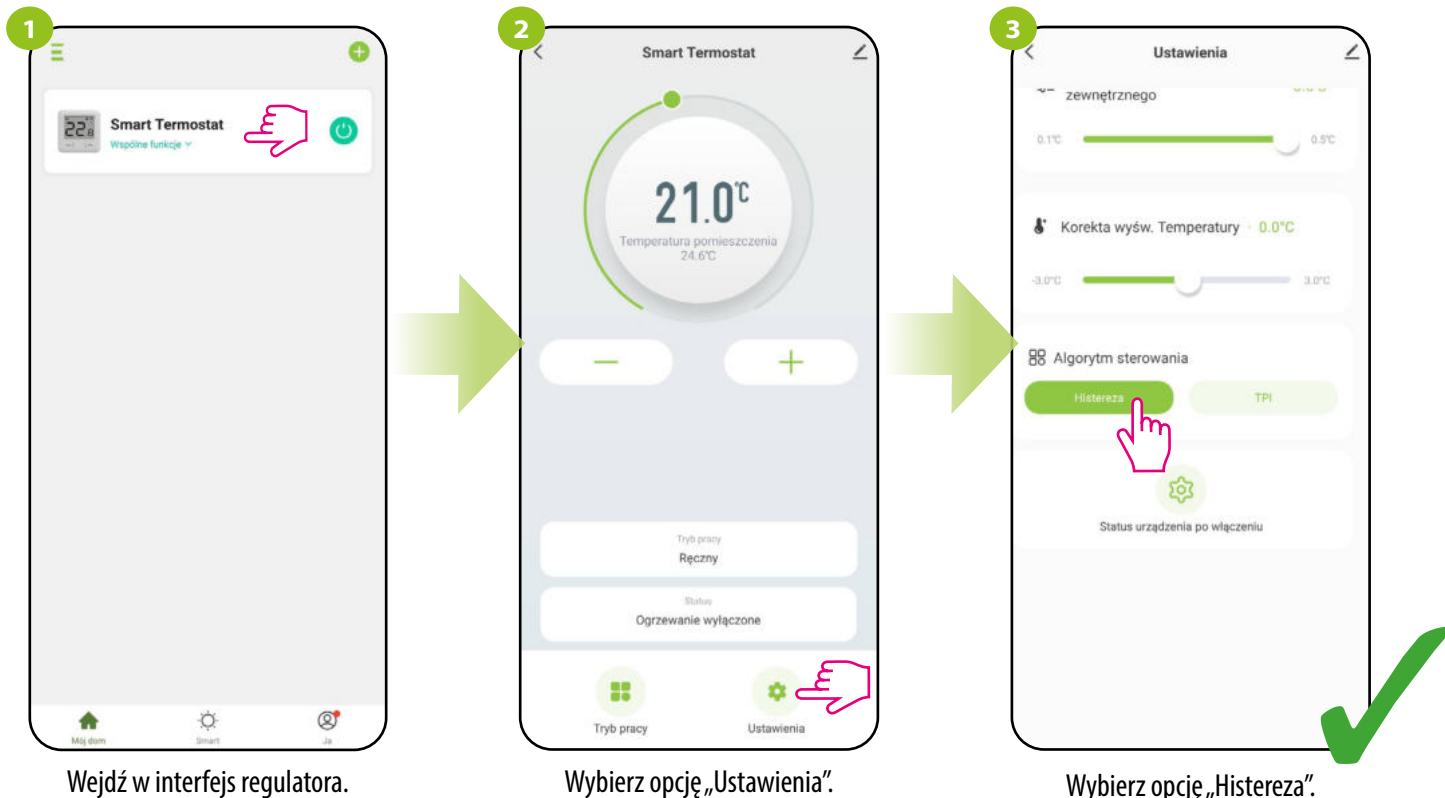 1
Smart Termostat
Wspólne funkcje
Mój dom
Smart
Ja
Wejdź w interfejs regulatora.
2
Smart Termostat
21.0°C
Temperatura pomieszczenia
24.6°C
Tryb pracy
Ręczny
Status
Ogrzewanie wyłączone
Tryb pracy
Ustawienia
Wybierz opcję „Ustawienia”.
3
Ustawienia
zewnętrznego
0.1°C
0.5°C
Korekta wyśw. Temperatury · 0.0°C
-3.0°C
3.0°C
Algorytm sterowania
Histereza
TPI
Status urządzenia po włączeniu
Wybierz opcję „Histereza”.